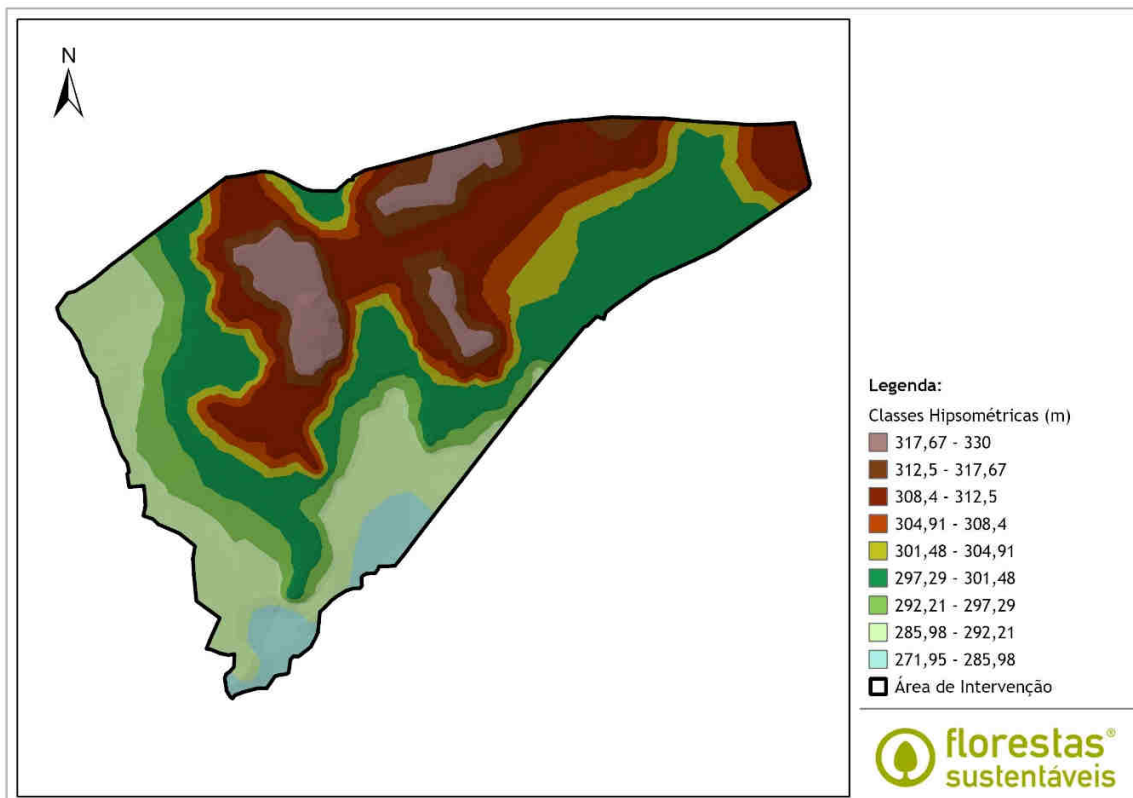 N
Legenda:
Classes Hipsométricas (m)
317,67 - 330
312,5 - 317,67
308,4 - 312,5
304,91 - 308,4
301,48 - 304,91
297,29 - 301,48
292,21 - 297,29
285,98 - 292,21
271,95 - 285,98
Área de Intervenção
florestas®
sustentáveis